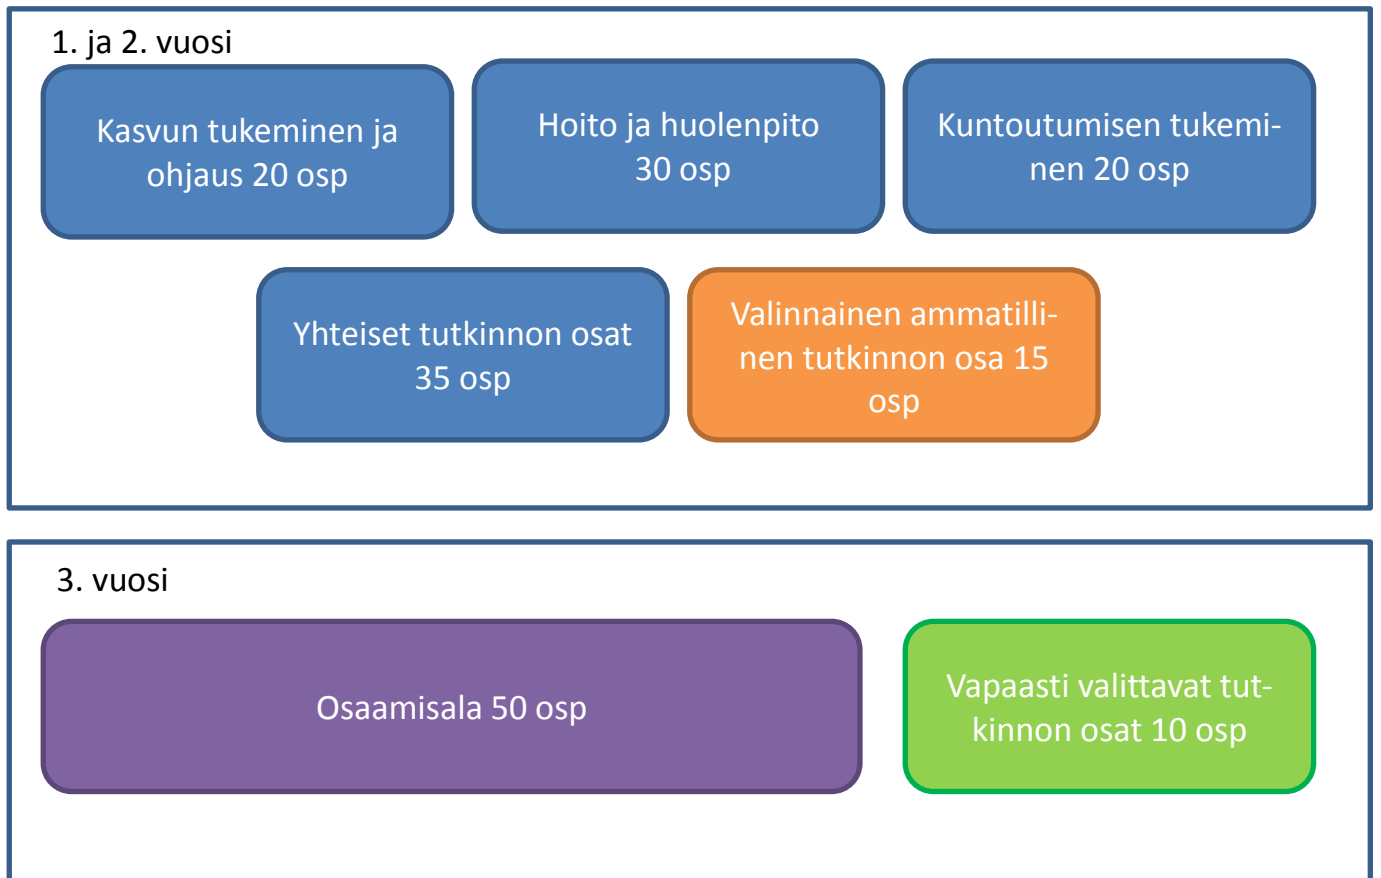 1. ja 2. vuosi
Kasvun tukeminen ja
ohjaus 20 osp
Hoito ja huolenpito
30 osp
Kuntoutumisen tukemi-
nen 20 osp
Yhteiset tutkinnon osat
35 osp
Valinnainen ammatilli-
nen tutkinnon osa 15
osp
3. vuosi
Osaamisala 50 osp
Vapaasti valittavat tut-
kinnon osat 10 osp